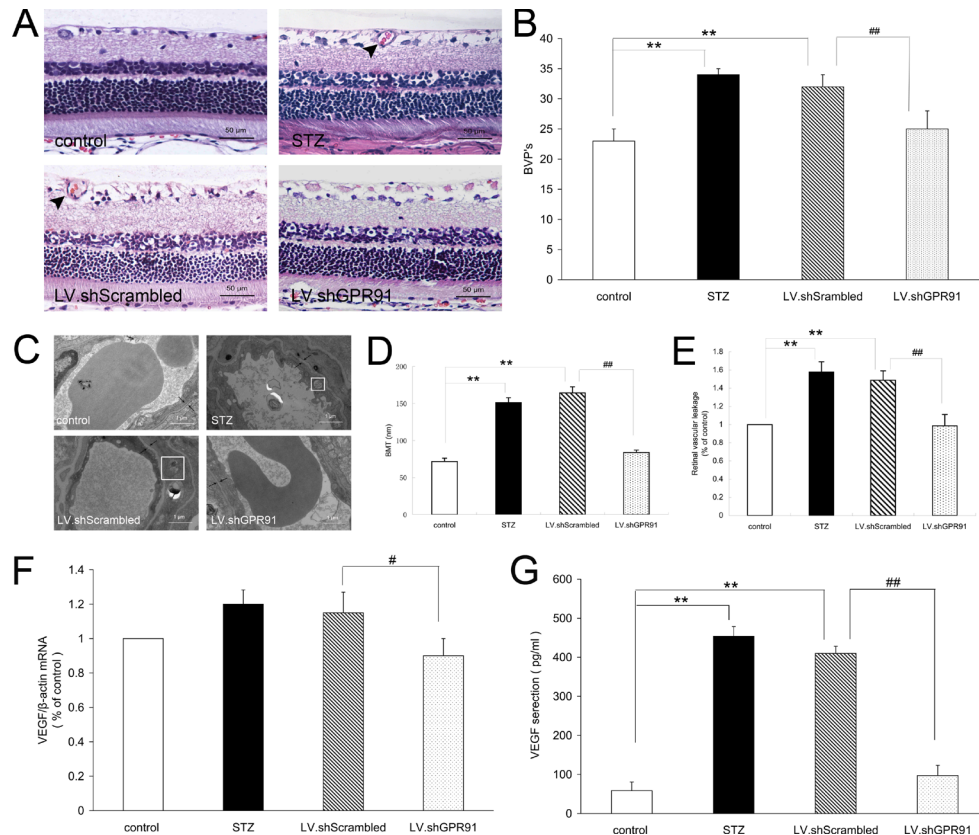 A
control
50 μm
STZ
50 μm
LV.shScrambled
50 μm
LV.shGPR91
50 μm
B
BVP's
40
35
30
25
20
15
10
5
0
**
**
##
control
STZ
LV.shSrambled
LV.shGPR91
C
control
1 μm
STZ
LV.shScrambled
1 μm
LV.shGPR91
1 μm
D
BMT (nm)
200
150
100
50
0
**
**
##
control
STZ
LV.shScrambled
LV.shGPR91
E
Retinal vascular leakage
(% of control)
1.8
1.6
1.4
1.2
1
0.8
0.6
0.4
0.2
0
**
**
##
control
STZ
LV.shScrambled
LV.shGPR91
F
VEGF/β-actin mRNA
( % of control )
1.4
1.2
1
0.8
0.6
0.4
0.2
0
#
control
STZ
LV.shScrambled
LV.shGPR91
G
VEGF serection ( pg/ml )
600
500
400
300
200
100
0
**
**
##
control
STZ
LV.shScrambled
LV.shGPR91